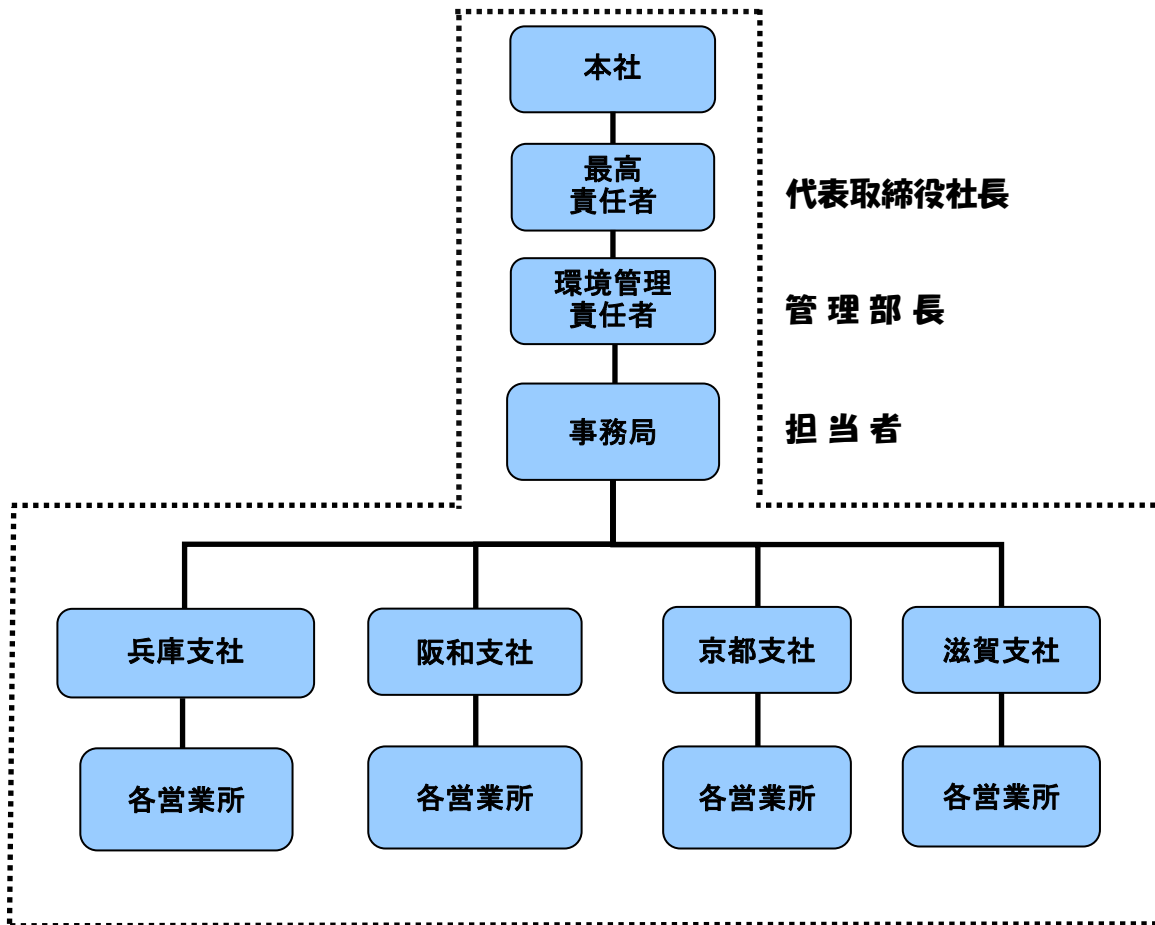 本社
最高
責任者
代表取締役社長
環境管理
責任者
管理部長
事務局
担当者
兵庫支社
阪和支社
京都支社
滋賀支社
各営業所
各営業所
各営業所
各営業所